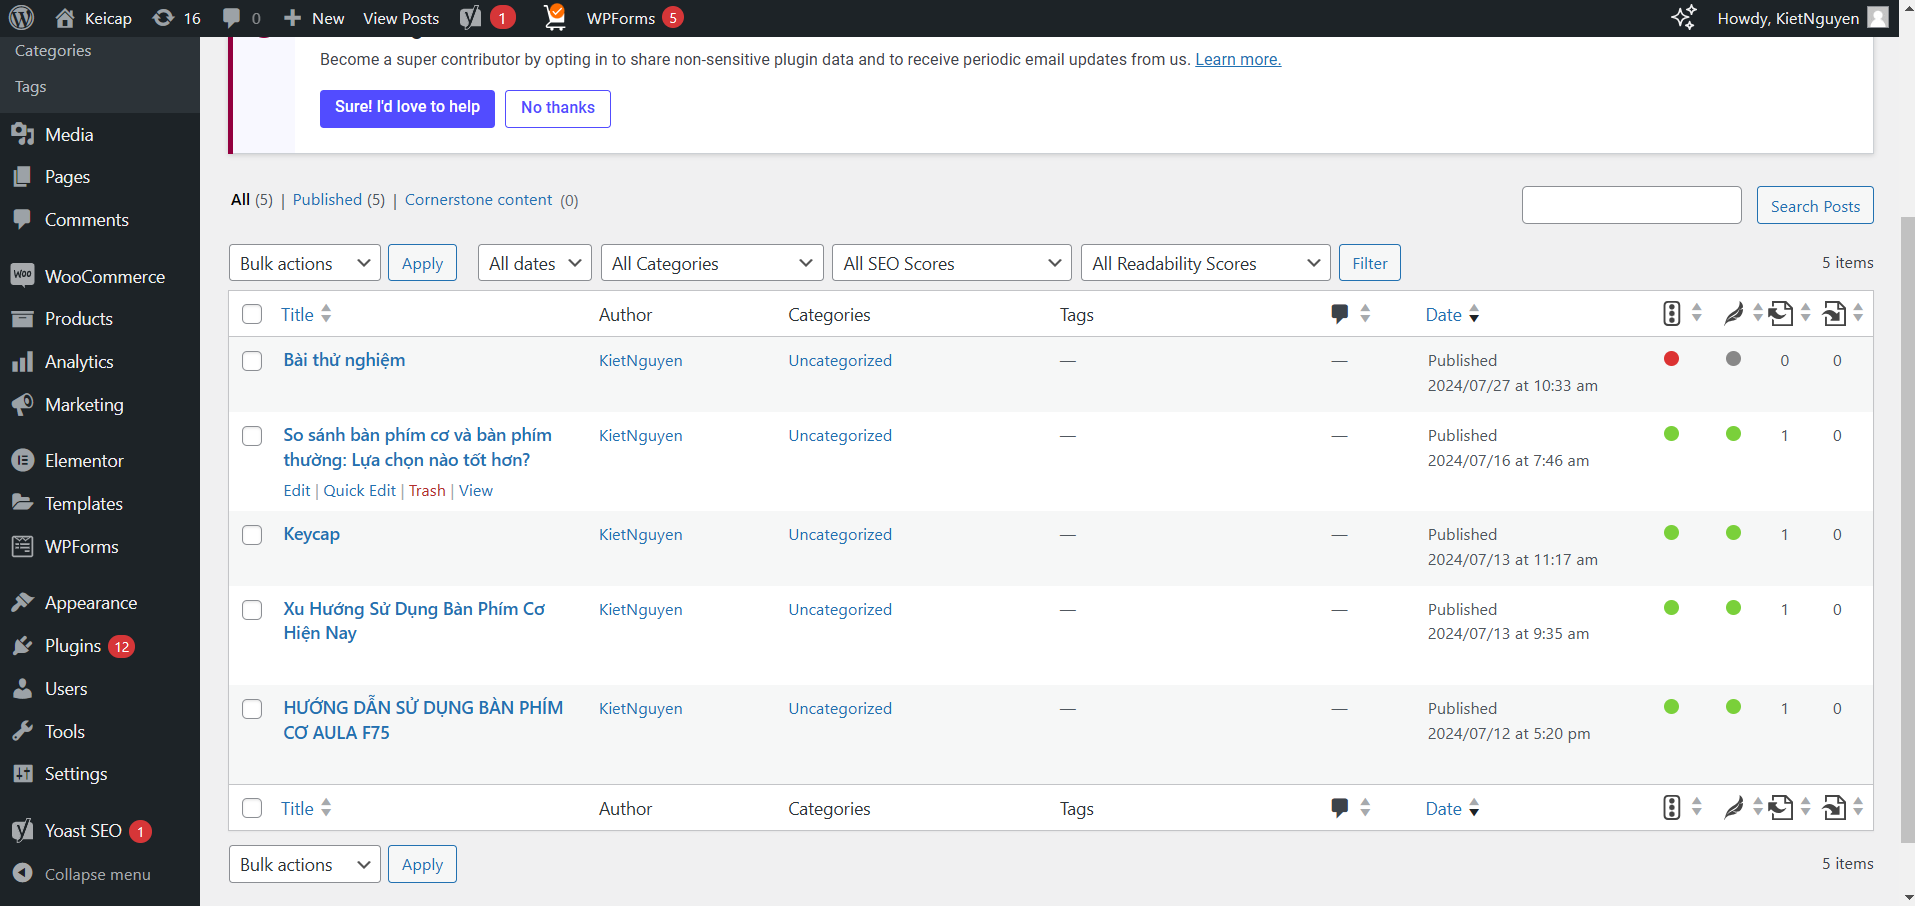 Keicap 16 0 New View Posts 1 WPForms 5 Howdy, KietNguyen
Categories
Tags
Media
Pages
Comments
WooCommerce
Products
Analytics
Marketing
Elementor
Templates
WPForms
Appearance
Plugins 12
Users
Tools
Settings
Yoast SEO 1
Collapse menu
Become a super contributor by opting in to share non-sensitive plugin data and to receive periodic email updates from us. Learn more.
Sure! I'd love to help No thanks
All (5) | Published (5) | Cornerstone content (0) Search Posts
Bulk actions Apply All dates All Categories All SEO Scores All Readability Scores Filter 5 items
Title Author Categories Tags Date
Bài thử nghiệm KietNguyen Uncategorized — — Published 0 0
2024/07/27 at 10:33 am
So sánh bàn phím cơ và bàn phím KietNguyen Uncategorized — — Published 1 0
thường: Lựa chọn nào tốt hơn? 2024/07/16 at 7:46 am
Edit | Quick Edit | Trash | View
Keycap KietNguyen Uncategorized — — Published 1 0
2024/07/13 at 11:17 am
Xu Hướng Sử Dụng Bàn Phím Cơ KietNguyen Uncategorized — — Published 1 0
Hiện Nay 2024/07/13 at 9:35 am
HƯỚNG DẪN SỬ DỤNG BÀN PHÍM KietNguyen Uncategorized — — Published 1 0
CƠ AULA F75 2024/07/12 at 5:20 pm
Title Author Categories Tags Date
Bulk actions Apply 5 items